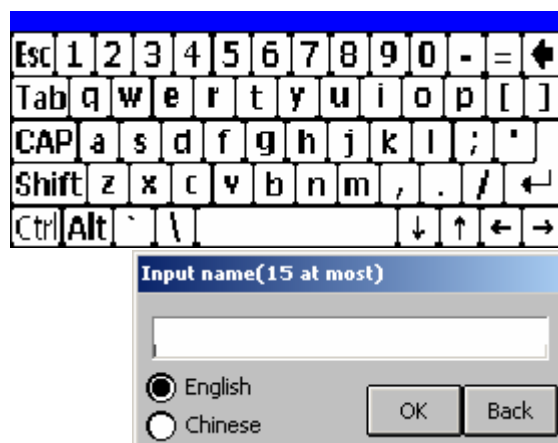 Esc 1 2 3 4 5 6 7 8 9 0 - = 🡄
Tab q w e r t y u i o p [ ]
CAP a s d f g h j k l ; '
Shift z x c v b n m , . / ↵
Ctrl Alt ` \ ↓ ↑ ← →
Input name(15 at most)
English
Chinese
OK Back